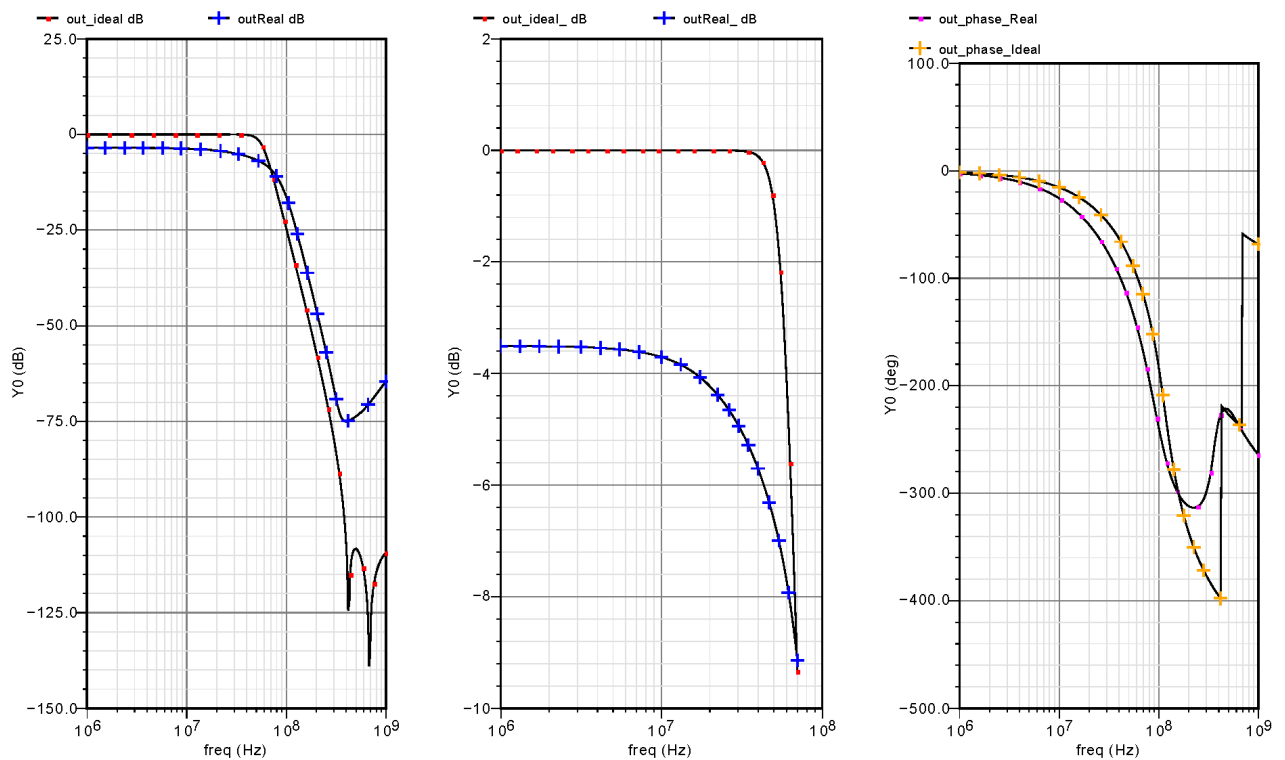 out_ideal dB outReal dB
25.0
0
−25.0
−50.0
−75.0
−100.0
−125.0
−150.0
Y0 (dB)
10^6 10^7 10^8 10^9
freq (Hz)
out_ideal_ dB outReal_ dB
2
0
−2
−4
−6
−8
−10
Y0 (dB)
10^6 10^7 10^8
freq (Hz)
out_phase_Real
out_phase_Ideal
100.0
0
−100.0
−200.0
−300.0
−400.0
−500.0
Y0 (deg)
10^6 10^7 10^8 10^9
freq (Hz)